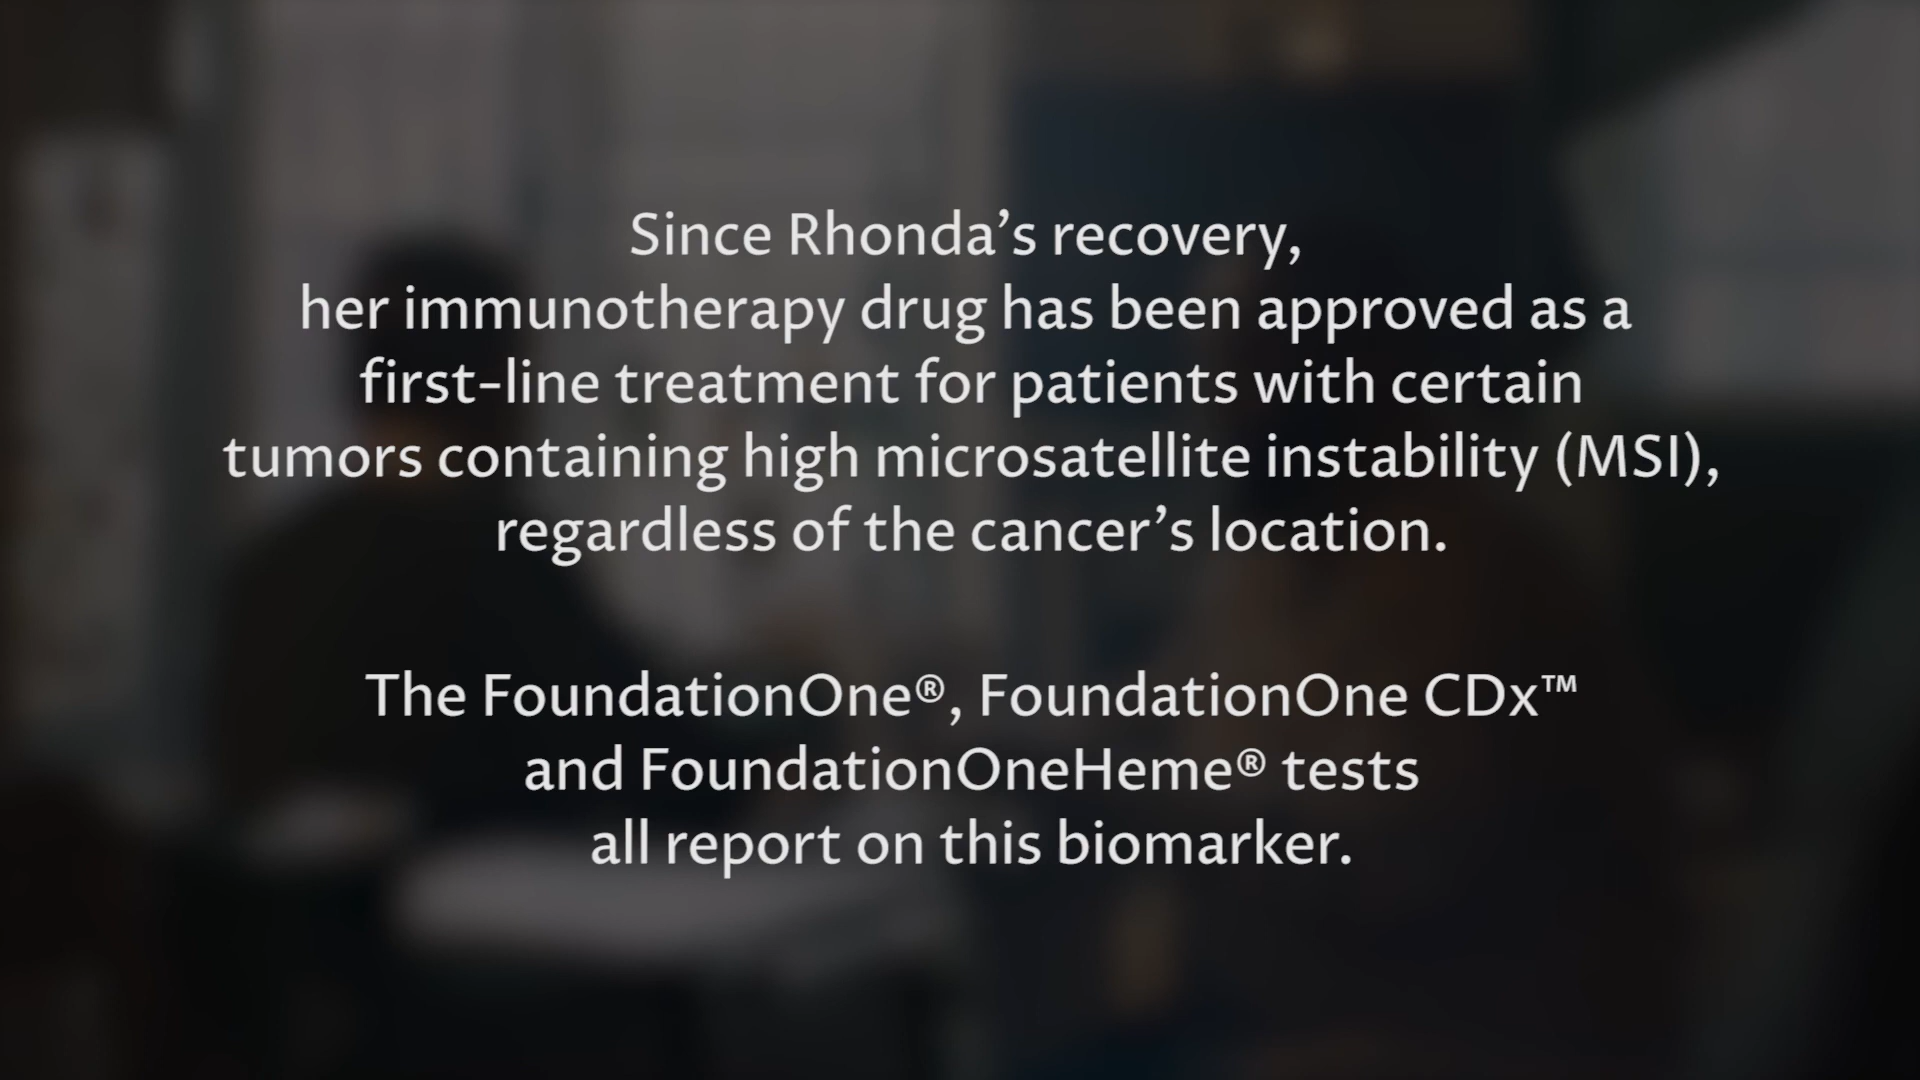 Since Rhonda’s recovery,
her immunotherapy drug has been approved as a
first-line treatment for patients with certain
tumors containing high microsatellite instability (MSI),
regardless of the cancer’s location.
The FoundationOne®, FoundationOne CDx™
and FoundationOneHeme® tests
all report on this biomarker.